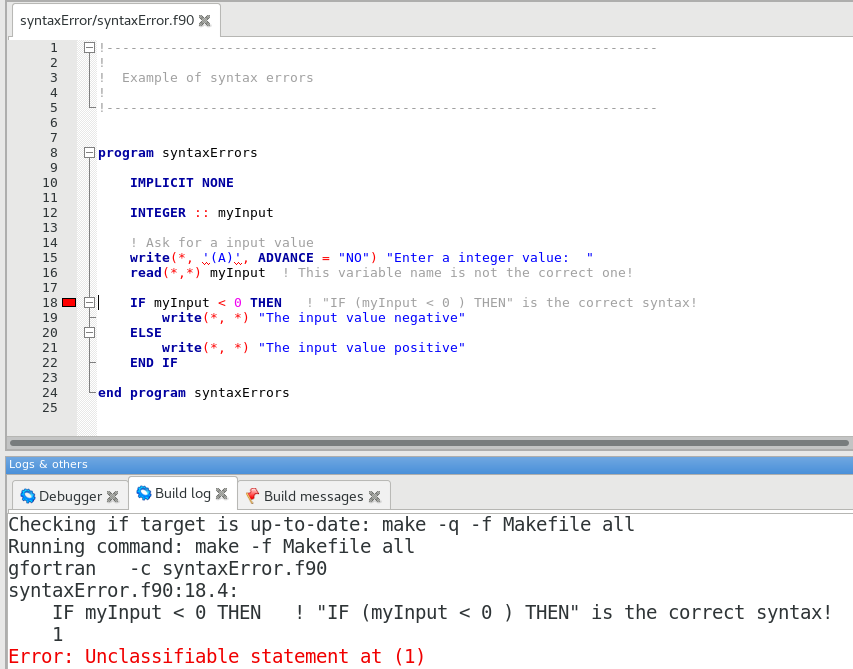 syntaxError/syntaxError.f90
1 !---------------------------------------------------------------------
2 !
3 !  Example of syntax errors
4 !
5 !---------------------------------------------------------------------
6
7
8 program syntaxErrors
9
10     IMPLICIT NONE
11
12     INTEGER :: myInput
13
14     ! Ask for a input value
15     write(*, '(A)', ADVANCE = "NO") "Enter a integer value:  "
16     read(*,*) myInput  ! This variable name is not the correct one!
17
18     IF myInput < 0 THEN   ! "IF (myInput < 0 ) THEN" is the correct syntax!
19         write(*, *) "The input value negative"
20     ELSE
21         write(*, *) "The input value positive"
22     END IF
23
24 end program syntaxErrors
25
Logs & others
Debugger Build log Build messages
Checking if target is up-to-date: make -q -f Makefile all
Running command: make -f Makefile all
gfortran   -c syntaxError.f90
syntaxError.f90:18.4:
    IF myInput < 0 THEN   ! "IF (myInput < 0 ) THEN" is the correct syntax!
    1
Error: Unclassifiable statement at (1)